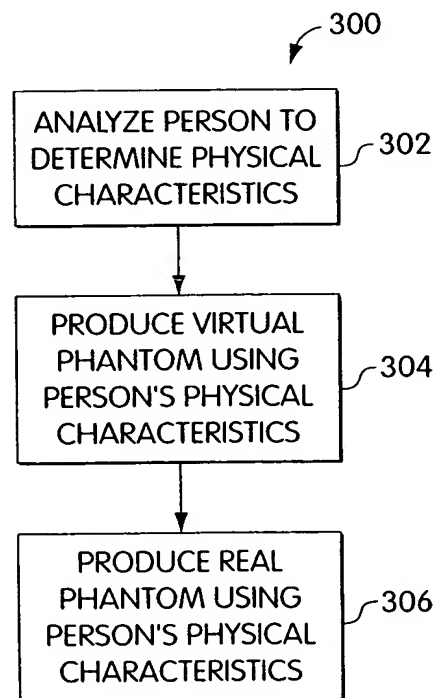 300
ANALYZE PERSON TO
DETERMINE PHYSICAL
CHARACTERISTICS
302
PRODUCE VIRTUAL
PHANTOM USING
PERSON'S PHYSICAL
CHARACTERISTICS
304
PRODUCE REAL
PHANTOM USING
PERSON'S PHYSICAL
CHARACTERISTICS
306